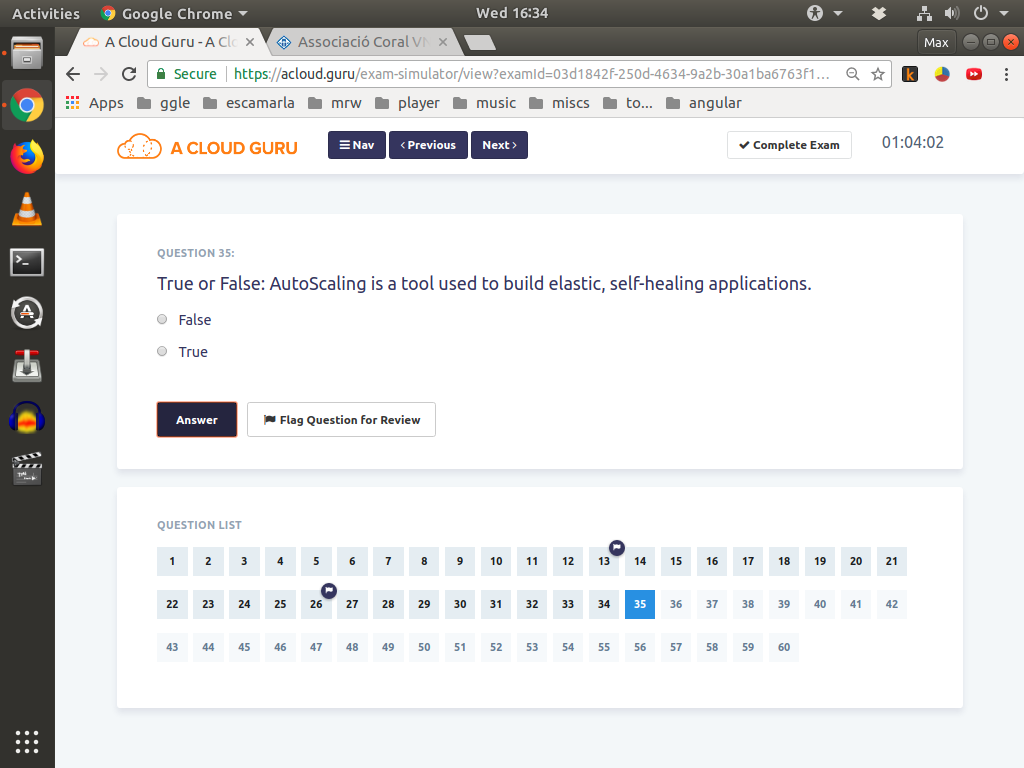 Activities Google Chrome Wed 16:34
A Cloud Guru - A Clo Associació Coral VN Max
Secure https://acloud.guru/exam-simulator/view?examId=03d1842f-250d-4634-9a2b-30a1ba6763f1...
Apps ggle escamarla mrw player music miscs to... angular
A CLOUD GURU Nav Previous Next Complete Exam 01:04:02
QUESTION 35:
True or False: AutoScaling is a tool used to build elastic, self-healing applications.
False
True
Answer Flag Question for Review
QUESTION LIST
1 2 3 4 5 6 7 8 9 10 11 12 13 14 15 16 17 18 19 20 21
22 23 24 25 26 27 28 29 30 31 32 33 34 35 36 37 38 39 40 41 42
43 44 45 46 47 48 49 50 51 52 53 54 55 56 57 58 59 60